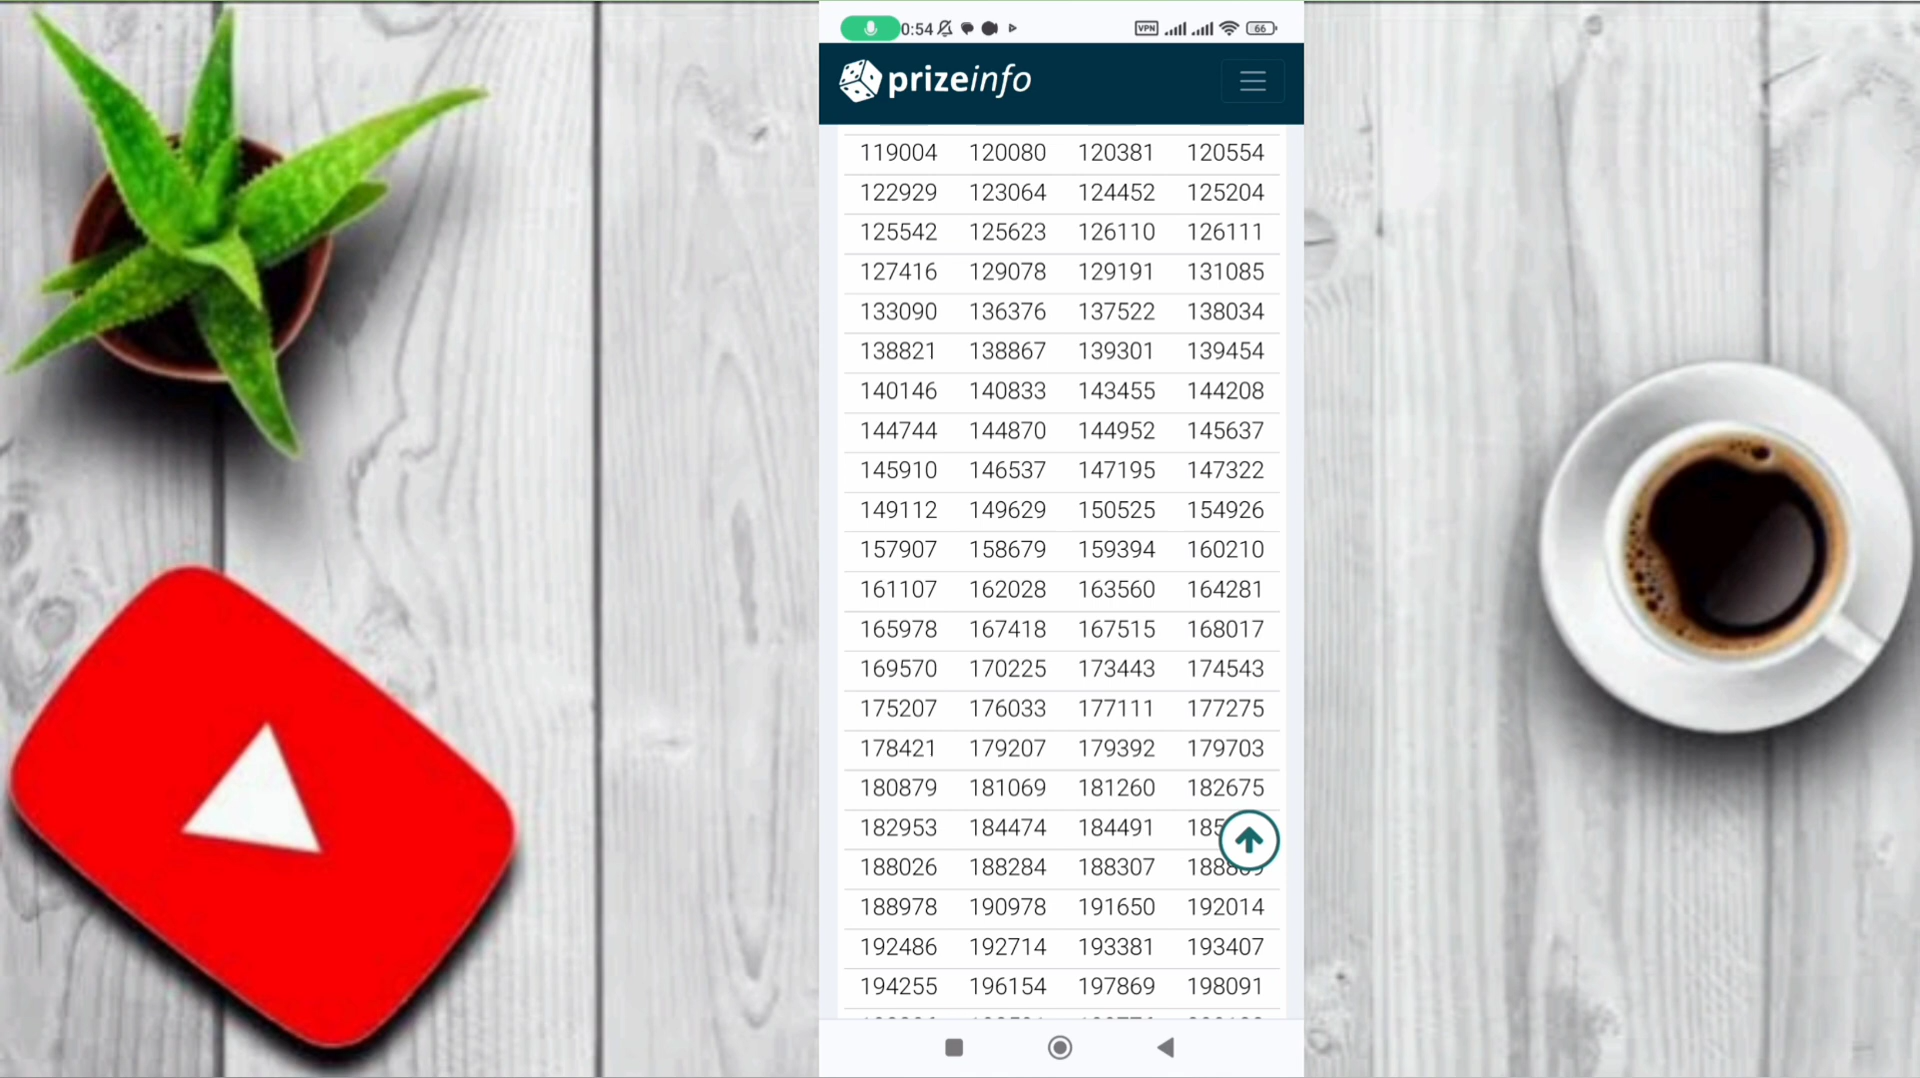 0:54 VPN 66
prizeinfo
119004 120080 120381 120554
122929 123064 124452 125204
125542 125623 126110 126111
127416 129078 129191 131085
133090 136376 137522 138034
138821 138867 139301 139454
140146 140833 143455 144208
144744 144870 144952 145637
145910 146537 147195 147322
149112 149629 150525 154926
157907 158679 159394 160210
161107 162028 163560 164281
165978 167418 167515 168017
169570 170225 173443 174543
175207 176033 177111 177275
178421 179207 179392 179703
180879 181069 181260 182675
182953 184474 184491
188026 188284 188307
188978 190978 191650 192014
192486 192714 193381 193407
194255 196154 197869 198091